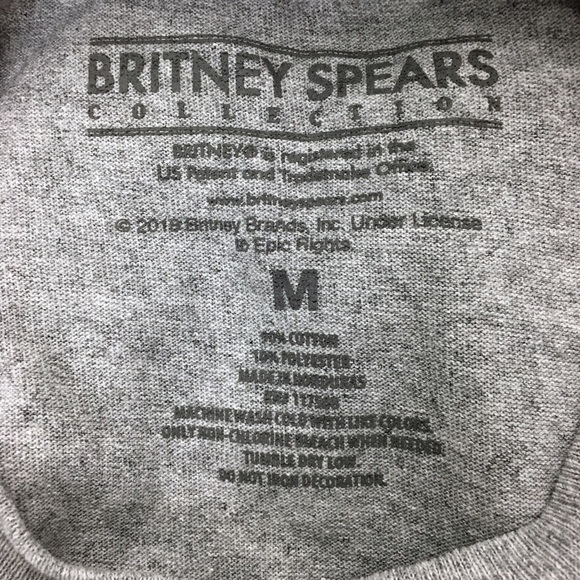 BRITNEY SPEARS
COLLECTION
BRITNEY® is registered in the
US Patent and Trademarks Office.
www.britneyspears.com
© 2018 Britney Brands, Inc. Under License
to Epic Rights.
M
90% COTTON
10% POLYESTER
MADE IN HONDURAS
RN#
MACHINE WASH COLD WITH LIKE COLORS.
ONLY NON-CHLORINE BLEACH WHEN NEEDED.
TUMBLE DRY LOW.
DO NOT IRON DECORATION.